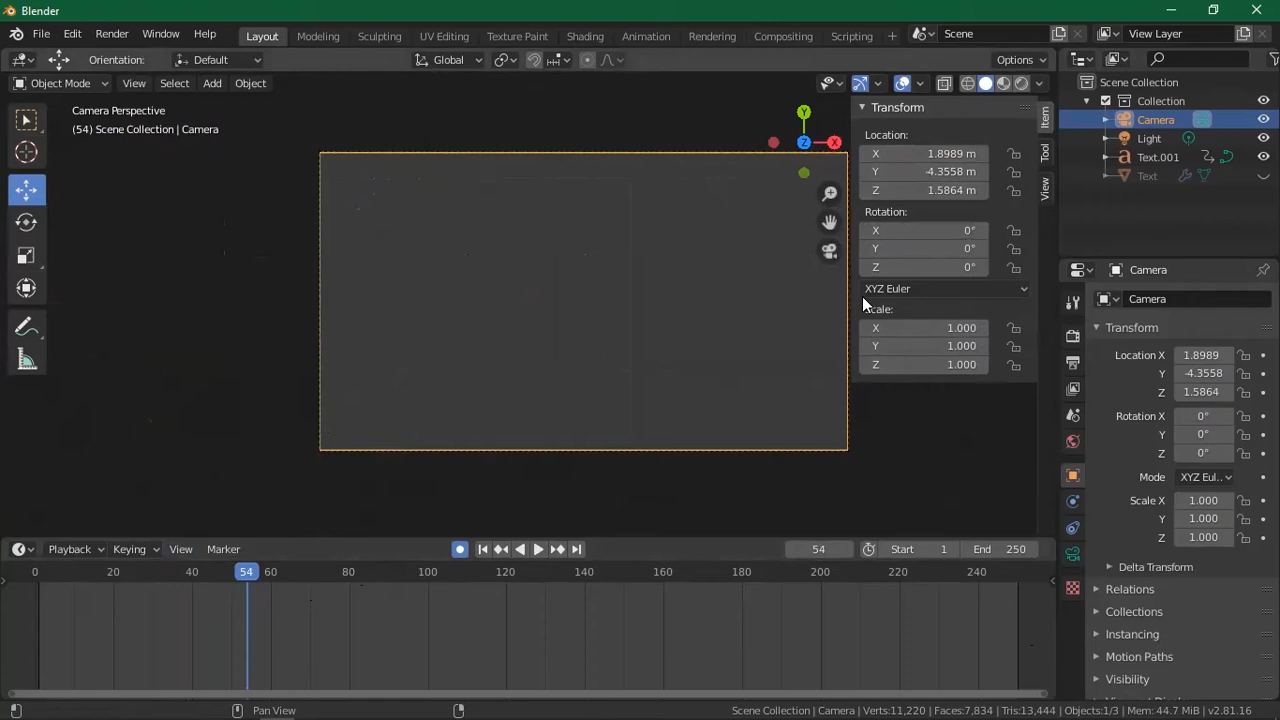 Blender
File Edit Render Window Help Layout Modeling Sculpting UV Editing Texture Paint Shading Animation Rendering Compositing Scripting + Scene View Layer
Orientation: Default Global Options
Object Mode View Select Add Object
Camera Perspective
(54) Scene Collection | Camera
Y
Z
X
Transform
Location:
X 1.8989 m
Y -4.3558 m
Z 1.5864 m
Rotation:
X 0°
Y 0°
Z 0°
XYZ Euler
Scale:
X 1.000
Y 1.000
Z 1.000
Item
Tool
View
Scene Collection
Collection
Camera
Light
Text.001
Text
Camera
Camera
Transform
Location X 1.8989
Y -4.3558
Z 1.5864
Rotation X 0°
Y 0°
Z 0°
Mode XYZ Eul..
Scale X 1.000
Y 1.000
Z 1.000
Delta Transform
Relations
Collections
Instancing
Motion Paths
Visibility
Playback Keying View Marker 54 Start 1 End 250
0 20 40 54 60 80 100 120 140 160 180 200 220 240
Pan View
Scene Collection | Camera | Verts:11,220 | Faces:7,834 | Tris:13,444 | Objects:1/3 | Mem: 44.7 MiB | v2.81.16